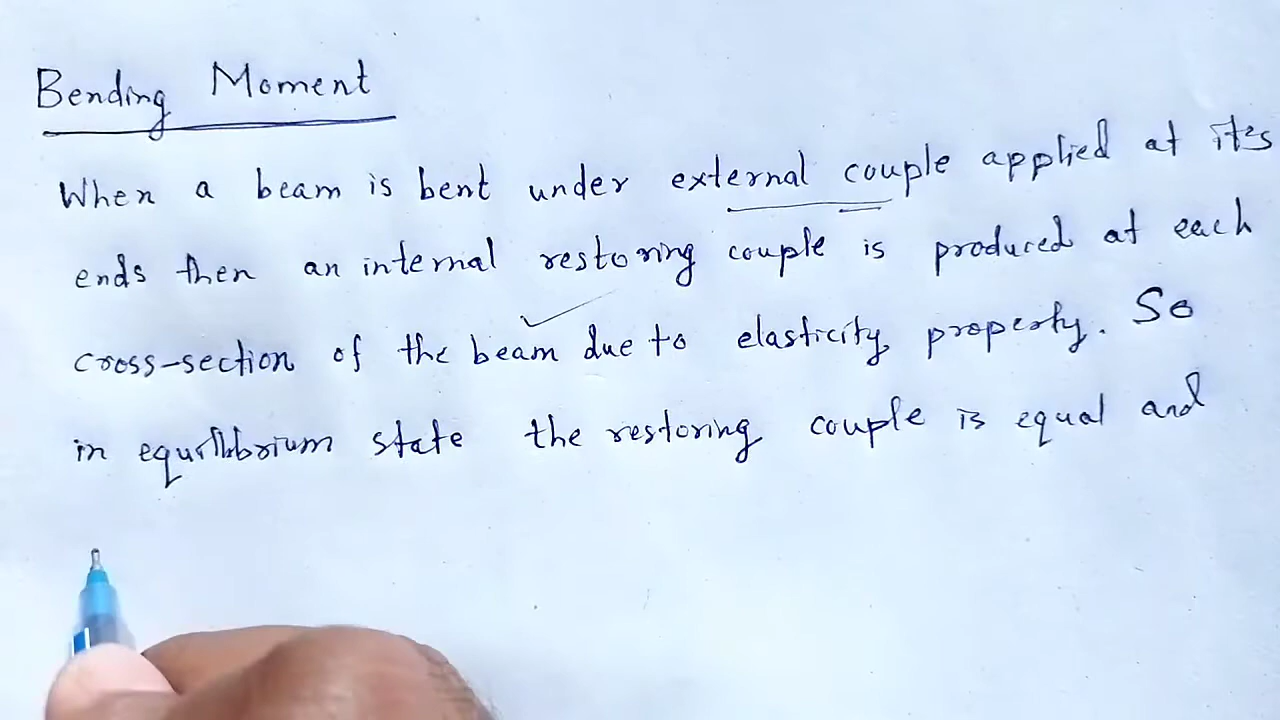 Bending Moment
When a beam is bent under external couple applied at it's
ends then an internal restoring couple is produced at each
cross-section of the beam due to elasticity property. So
in equilibrium state the restoring couple is equal and